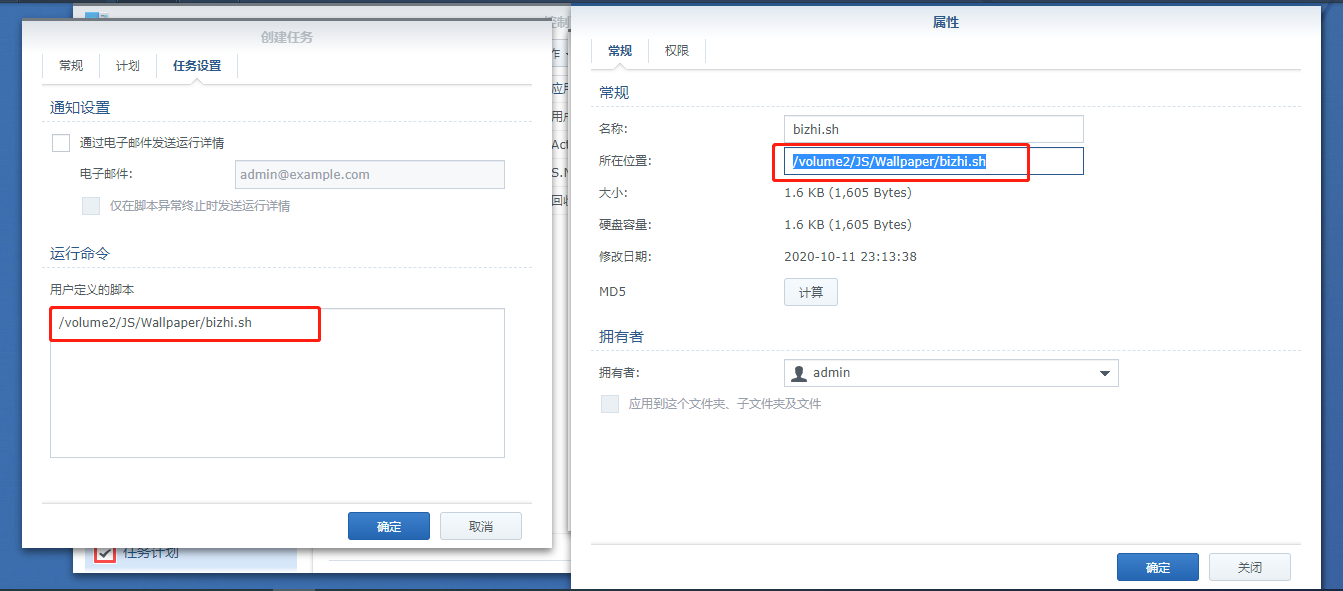 创建任务
常规 计划 任务设置
通知设置
通过电子邮件发送运行详情
电子邮件: admin@example.com
仅在脚本异常终止时发送运行详情
运行命令
用户定义的脚本
/volume2/JS/Wallpaper/bizhi.sh
确定 取消
任务计划
作
应用
用户
Act
S.M
回收
属性
常规 权限
常规
名称: bizhi.sh
所在位置: /volume2/JS/Wallpaper/bizhi.sh
大小: 1.6 KB (1,605 Bytes)
硬盘容量: 1.6 KB (1,605 Bytes)
修改日期: 2020-10-11 23:13:38
MD5 计算
拥有者
拥有者: admin
应用到这个文件夹、子文件夹及文件
确定 关闭